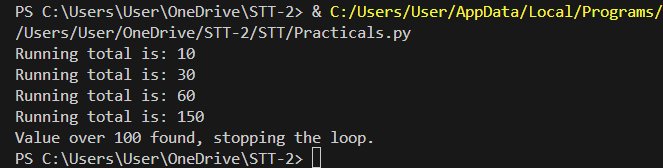 PS C:\Users\User\OneDrive\STT-2> & C:/Users/User/AppData/Local/Programs/
/Users/User/OneDrive/STT-2/STT/Practicals.py
Running total is: 10
Running total is: 30
Running total is: 60
Running total is: 150
Value over 100 found, stopping the loop.
PS C:\Users\User\OneDrive\STT-2>